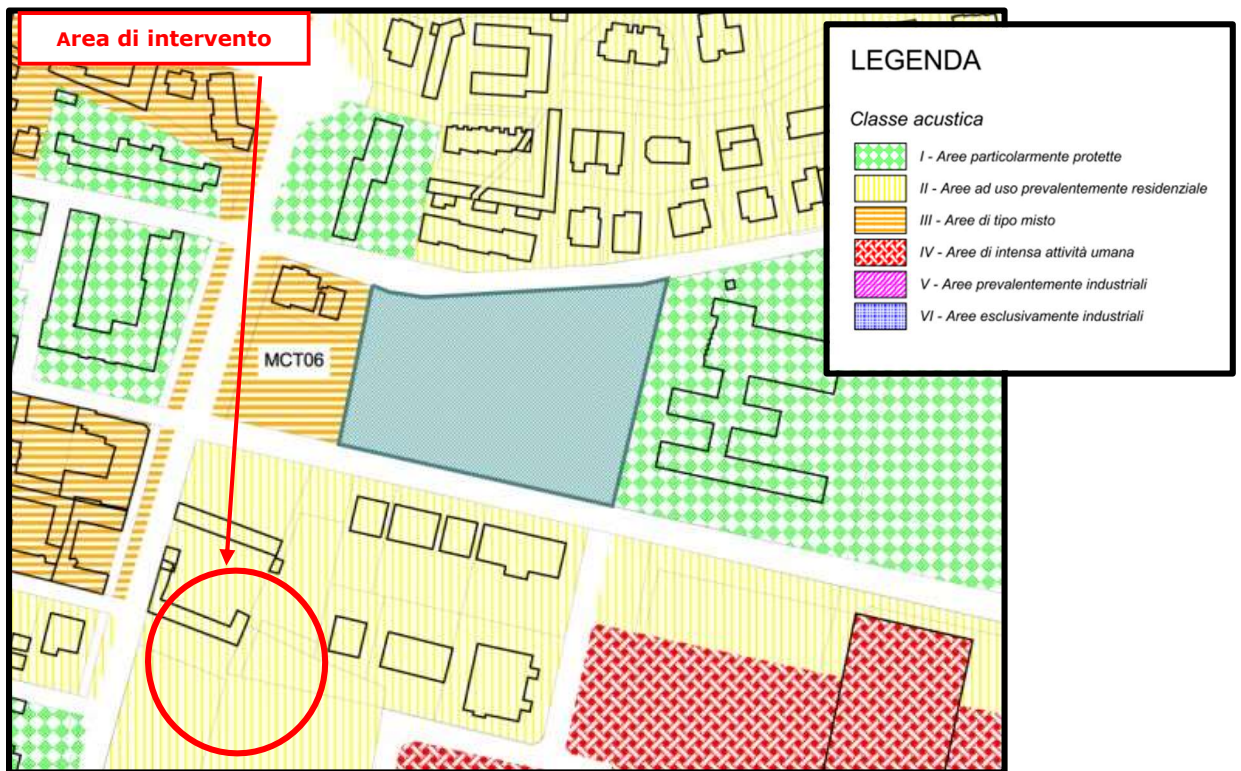 Area di intervento
LEGENDA
Classe acustica
I - Aree particolarmente protette
II - Aree ad uso prevalentemente residenziale
III - Aree di tipo misto
IV - Aree di intensa attività umana
V - Aree prevalentemente industriali
VI - Aree esclusivamente industriali
MCT06